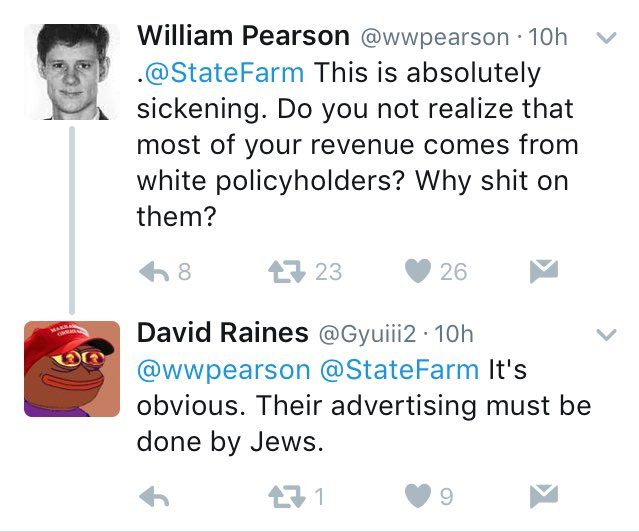 William Pearson @wwpearson · 10h
.@StateFarm This is absolutely
sickening. Do you not realize that
most of your revenue comes from
white policyholders? Why shit on
them?
8 23 26
David Raines @Gyuiii2 · 10h
@wwpearson @StateFarm It's
obvious. Their advertising must be
done by Jews.
1 9